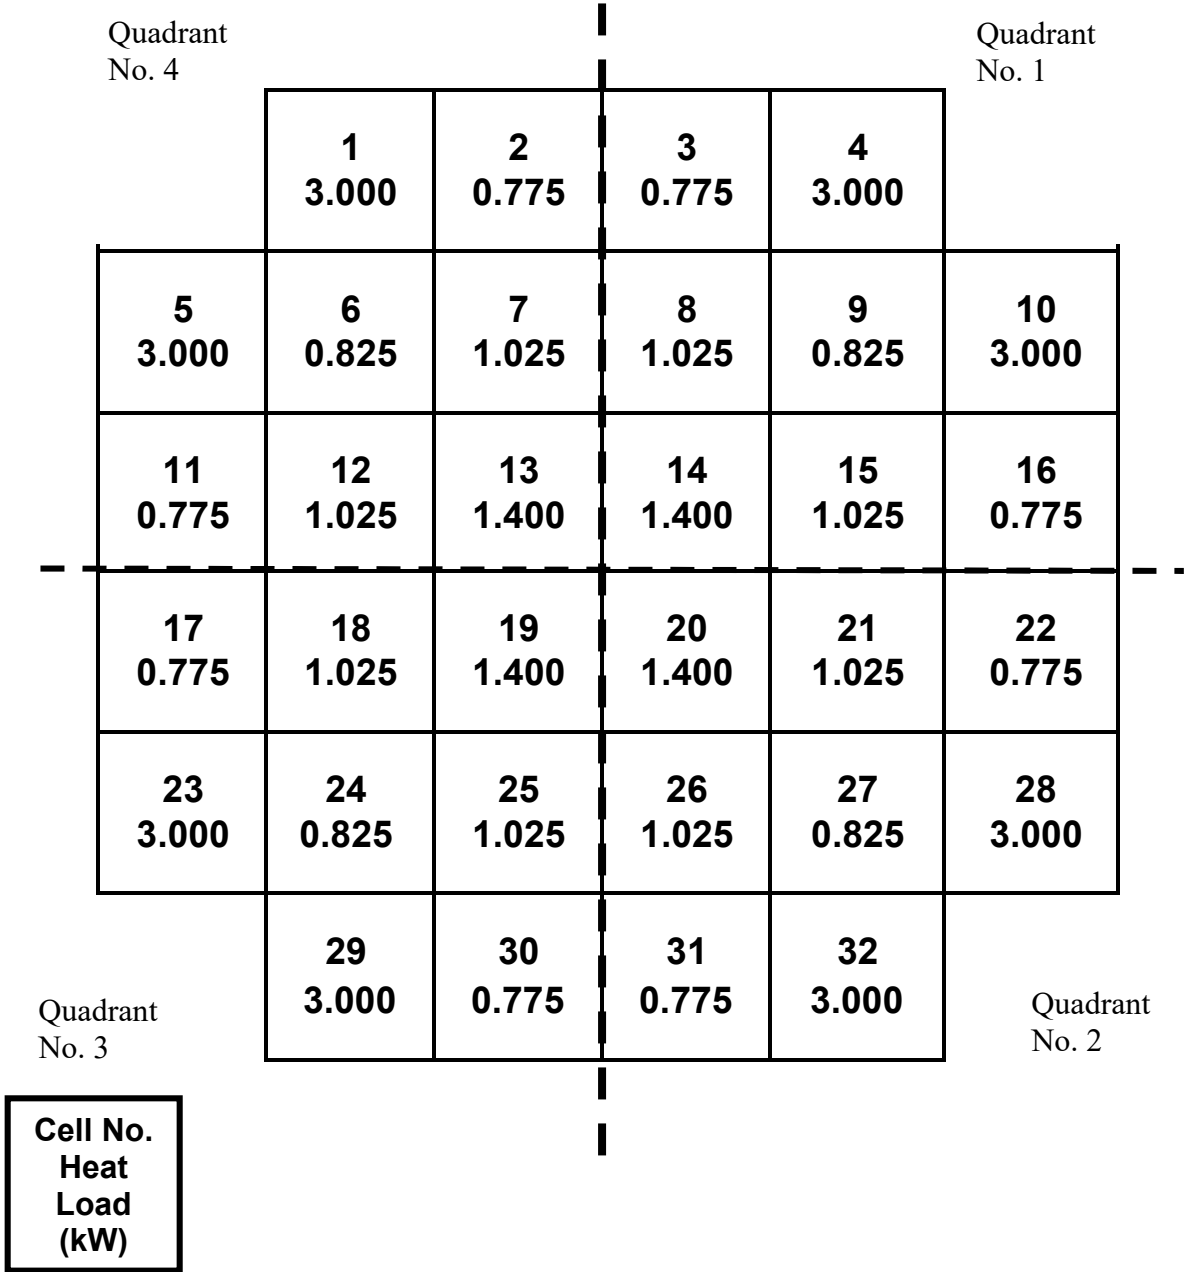 Quadrant
No. 4
Quadrant
No. 1
1 2 3 4
3.000 0.775 0.775 3.000
5 6 7 8 9 10
3.000 0.825 1.025 1.025 0.825 3.000
11 12 13 14 15 16
0.775 1.025 1.400 1.400 1.025 0.775
17 18 19 20 21 22
0.775 1.025 1.400 1.400 1.025 0.775
23 24 25 26 27 28
3.000 0.825 1.025 1.025 0.825 3.000
29 30 31 32
3.000 0.775 0.775 3.000
Quadrant
No. 3
Quadrant
No. 2
Cell No.
Heat
Load
(kW)